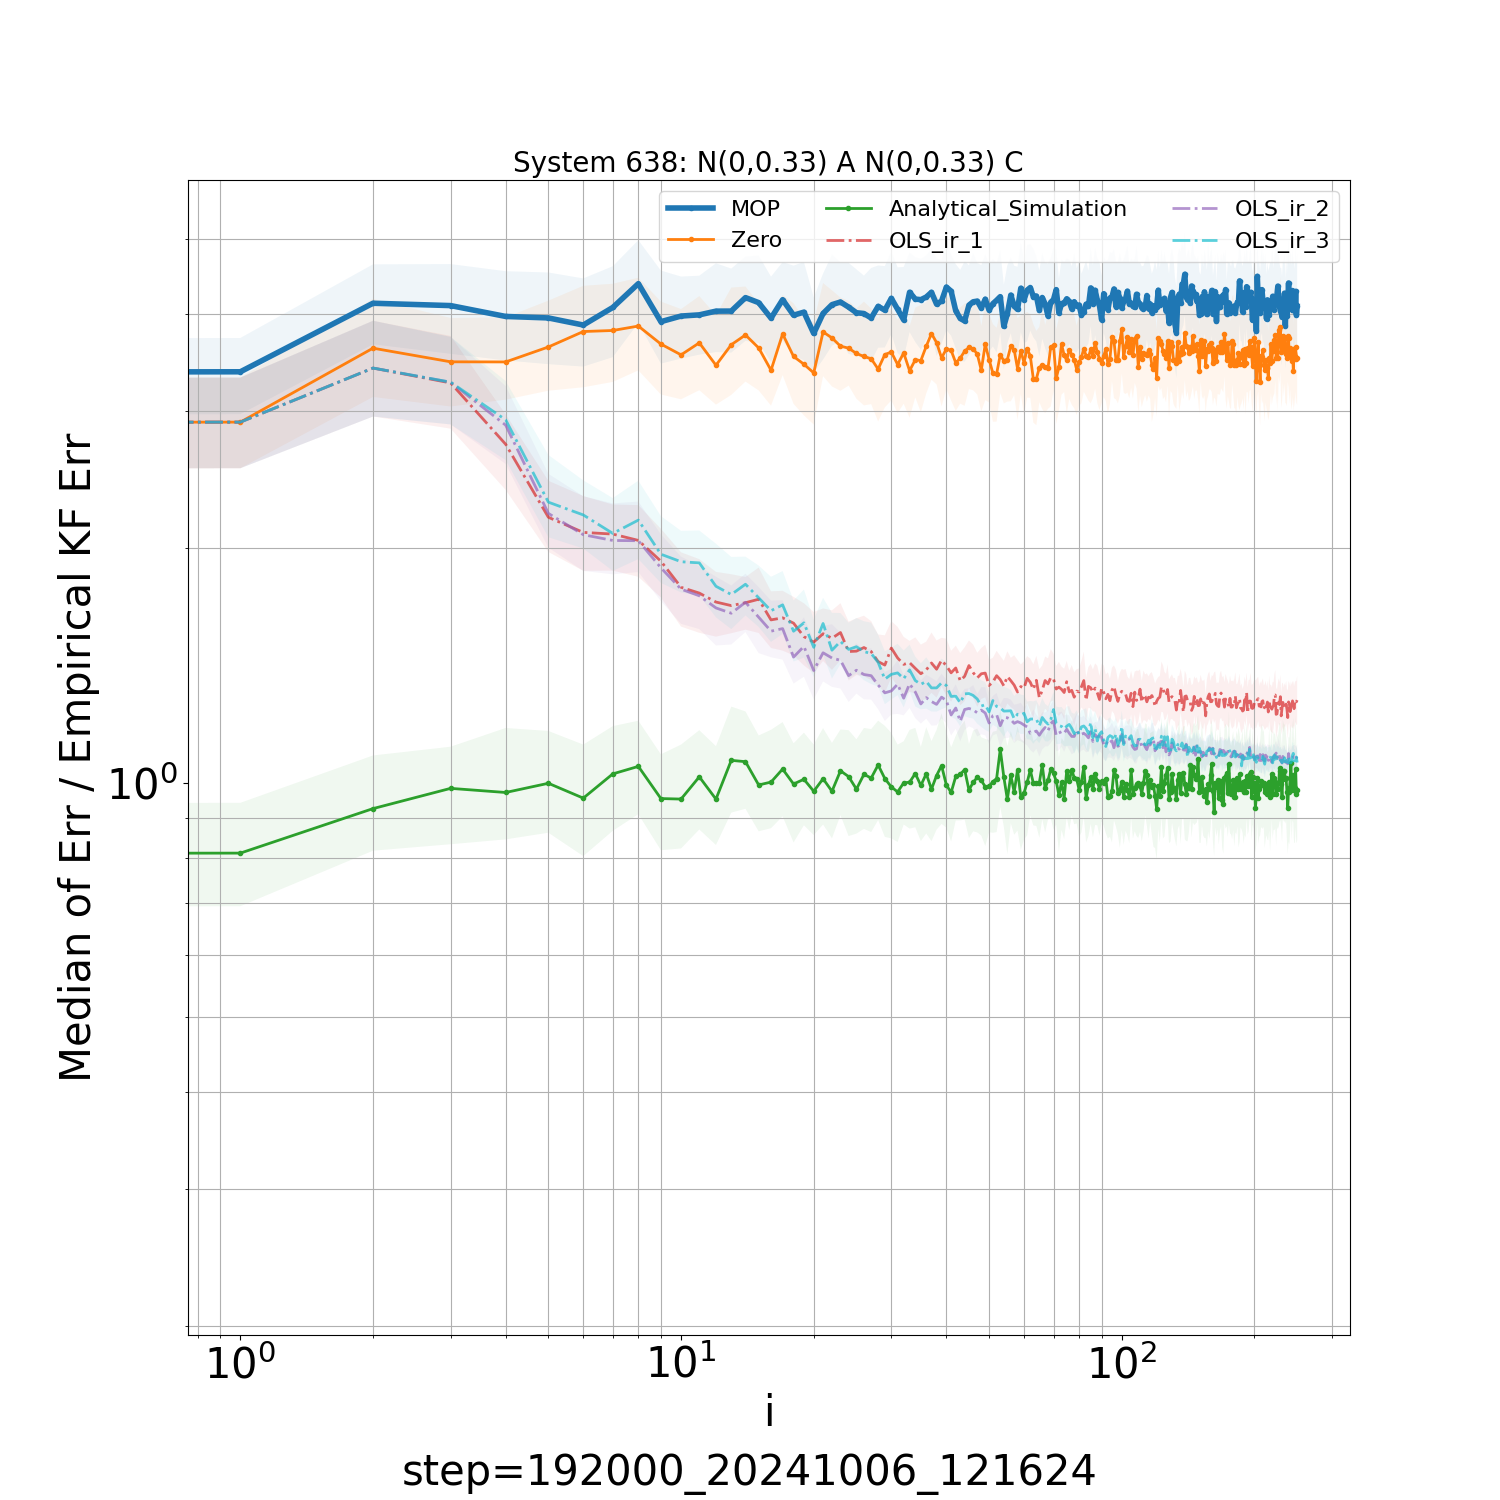 System 638: N(0,0.33) A N(0,0.33) C
MOP
Zero
Analytical_Simulation
OLS_ir_1
OLS_ir_2
OLS_ir_3
Median of Err / Empirical KF Err
10⁰
10⁰ 10¹ 10²
i
step=192000_20241006_121624